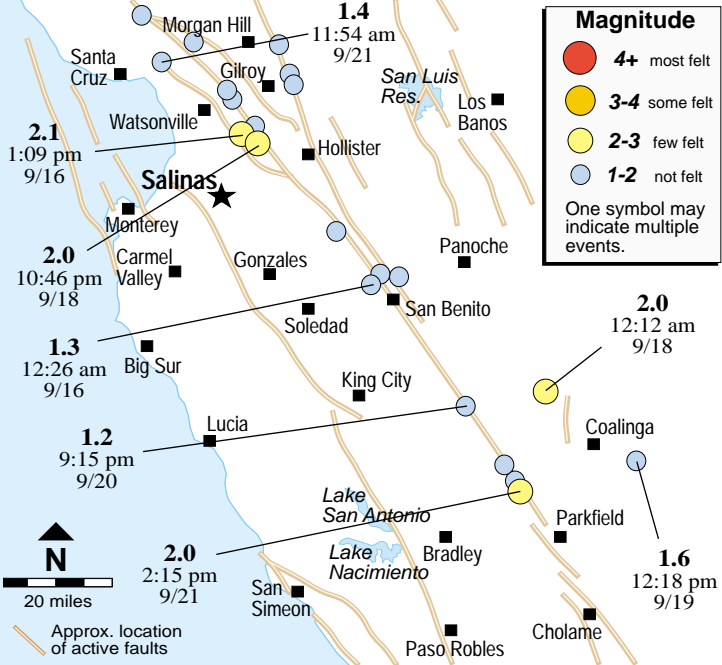 Morgan Hill
1.4
11:54 am
9/21
Santa
Cruz
Gilroy
San Luis
Res.
Los
Banos
Watsonville
2.1
1:09 pm
9/16
Hollister
Salinas
Monterey
2.0
10:46 pm
9/18
Carmel
Valley
Gonzales
Panoche
San Benito
Soledad
1.3
12:26 am
9/16
Big Sur
2.0
12:12 am
9/18
King City
Lucia
1.2
9:15 pm
9/20
Coalinga
Lake
San Antonio
Parkfield
Lake
Nacimiento
Bradley
2.0
2:15 pm
9/21
1.6
12:18 pm
9/19
San
Simeon
Cholame
Paso Robles
N
20 miles
Approx. location
of active faults
Magnitude
4+ most felt
3-4 some felt
2-3 few felt
1-2 not felt
One symbol may
indicate multiple
events.